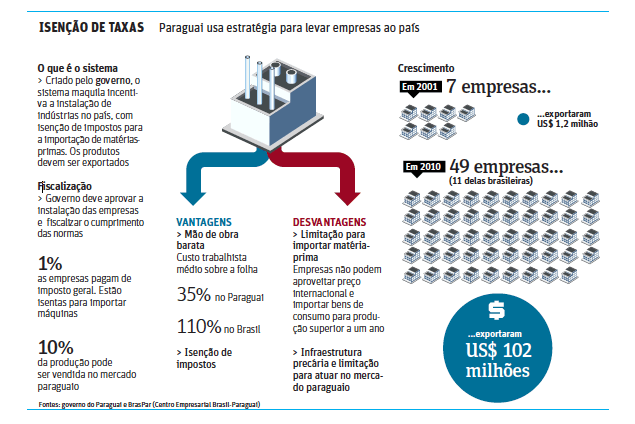 ISENÇÃO DE TAXAS Paraguai usa estratégia para levar empresas ao país
O que é o sistema
> Criado pelo governo, o
sistema maquila incenti-
va a instalação de
indústrias no país, com
isenção de impostos para
a importação de matérias-
primas. Os produtos
devem ser exportados
Fiscalização
> Governo deve aprovar a
instalação das empresas
e fiscalizar o cumprimento
das normas
1%
as empresas pagam de
imposto geral. Estão
isentas para importar
máquinas
10%
da produção pode
ser vendida no mercado
paraguaio
VANTAGENS
> Mão de obra
barata
Custo trabalhista
médio sobre a folha
35% no Paraguai
110% no Brasil
> Isenção de
impostos
DESVANTAGENS
> Limitação para
importar matéria-
prima
Empresas não podem
aproveitar preço
internacional e
importar bens de
consumo para produ-
ção superior a um ano
> Infraestrutura
precária e limitação
para atuar no merca-
do paraguaio
Crescimento
Em 2001 7 empresas...
...exportaram
US$ 1,2 milhão
Em 2010 49 empresas...
(11 delas brasileiras)
$
...exportaram
US$ 102
milhões
Fontes: governo do Paraguai e BrasPar (Centro Empresarial Brasil-Paraguai)